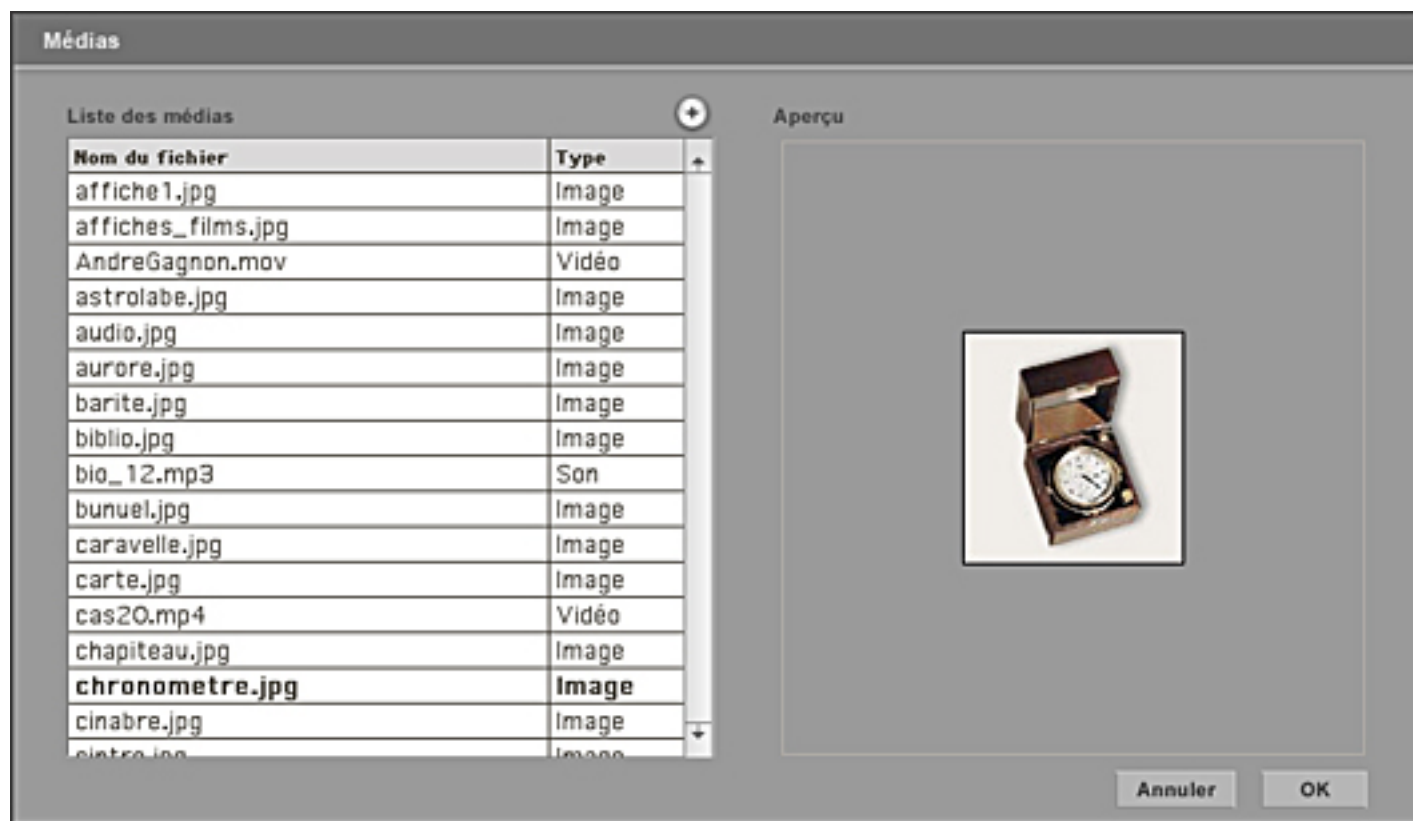 Médias
Liste des médias
Aperçu
Nom du fichier Type
affiche1.jpg Image
affiches_films.jpg Image
AndreGagnon.mov Vidéo
astrolabe.jpg Image
audio.jpg Image
aurore.jpg Image
barite.jpg Image
biblio.jpg Image
bio_12.mp3 Son
bunuel.jpg Image
caravelle.jpg Image
carte.jpg Image
cas20.mp4 Vidéo
chapiteau.jpg Image
chronometre.jpg Image
cinabre.jpg Image
cintre.jpg Image
Annuler OK